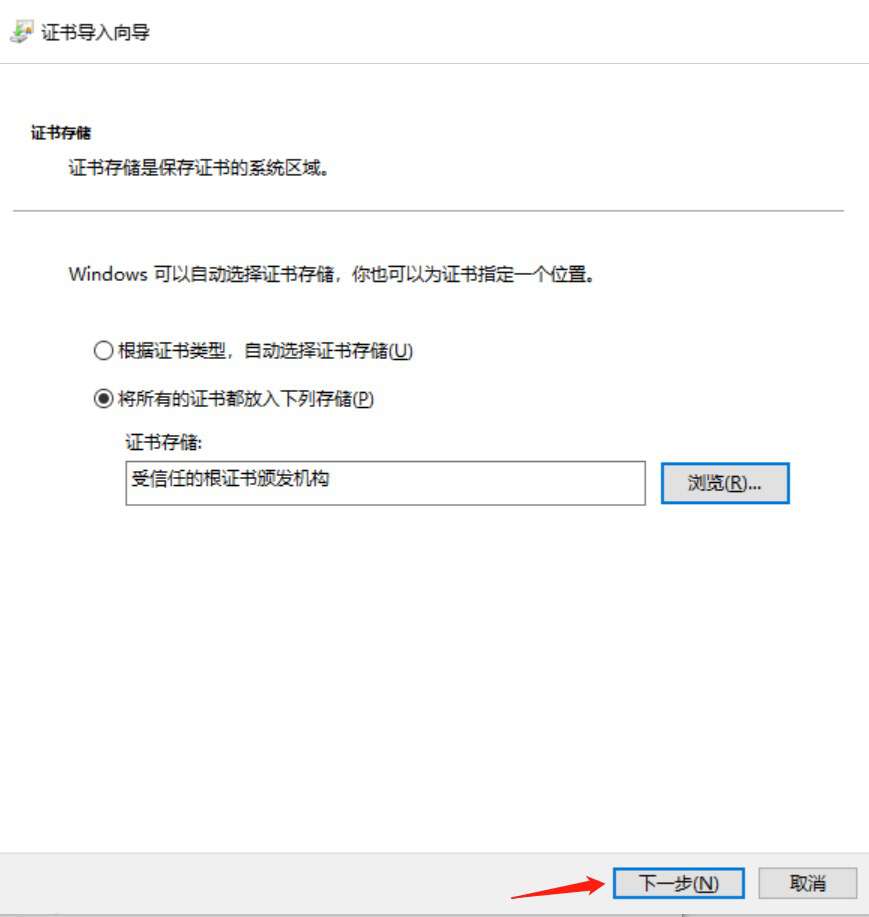 证书导入向导
证书存储
证书存储是保存证书的系统区域。
Windows 可以自动选择证书存储，你也可以为证书指定一个位置。
根据证书类型，自动选择证书存储(U)
将所有的证书都放入下列存储(P)
证书存储:
受信任的根证书颁发机构
浏览(R)...
下一步(N)
取消